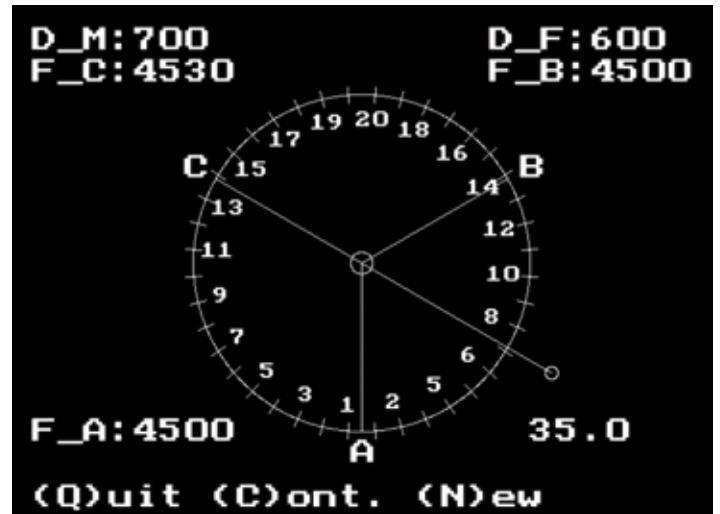 D_M:700 D_F:600
F_C:4530 F_B:4500
19 20 18
17 16
C 15 14 B
13 12
11 10
9 8
7 6
5 5
3 2
1
F_A:4500 35.0
A
(Q)uit (C)ont. (N)ew